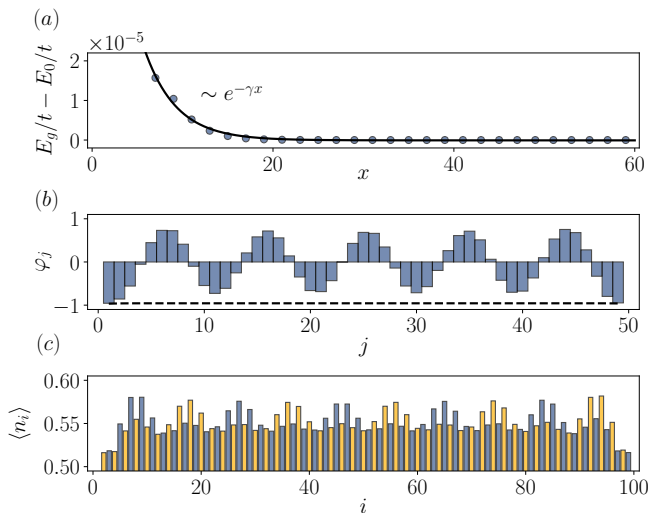 (a)
×10⁻⁵
E_g/t − E_0/t
2
1
0
∼ e^{−γx}
0 20 40 60
x
(b)
φ_j
1
0
−1
0 10 20 30 40 50
j
(c)
⟨n_i⟩
0.60
0.55
0.50
0 20 40 60 80 100
i